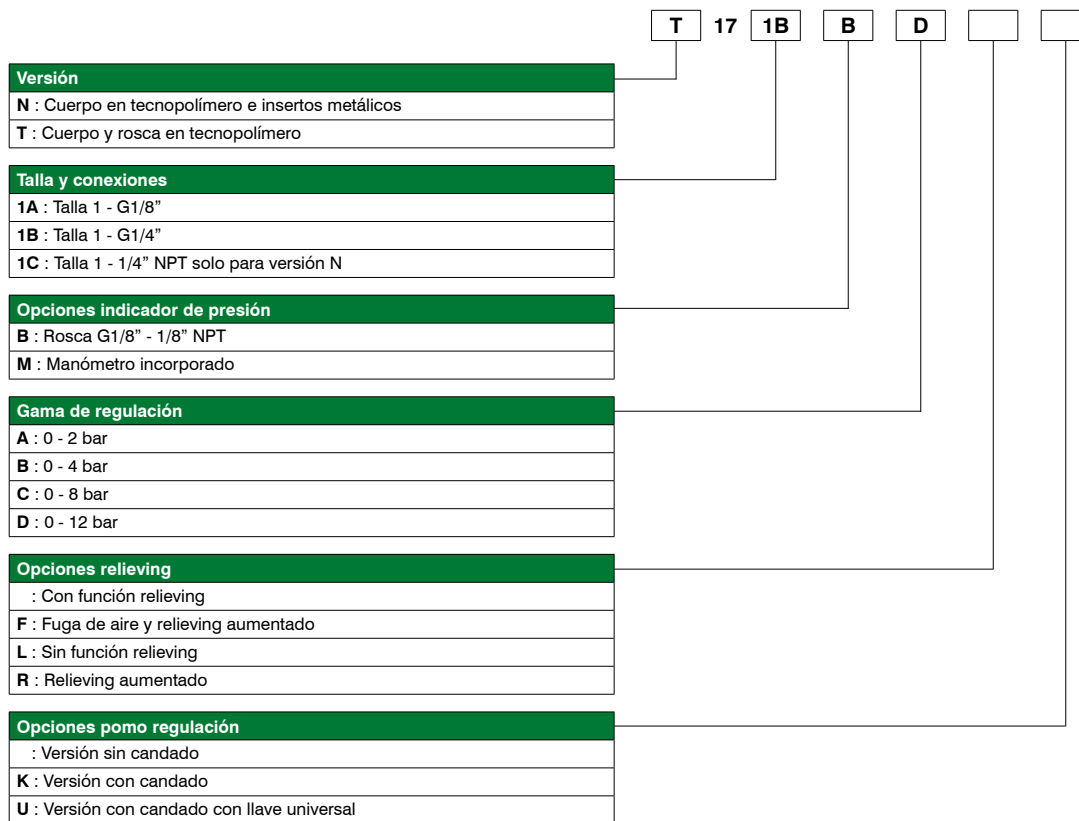 T 17 1B B D
Versión
N : Cuerpo en tecnopolímero e insertos metálicos
T : Cuerpo y rosca en tecnopolímero
Talla y conexiones
1A : Talla 1 - G1/8”
1B : Talla 1 - G1/4”
1C : Talla 1 - 1/4” NPT solo para versión N
Opciones indicador de presión
B : Rosca G1/8” - 1/8” NPT
M : Manómetro incorporado
Gama de regulación
A : 0 - 2 bar
B : 0 - 4 bar
C : 0 - 8 bar
D : 0 - 12 bar
Opciones relieving
: Con función relieving
F : Fuga de aire y relieving aumentado
L : Sin función relieving
R : Relieving aumentado
Opciones pomo regulación
: Versión sin candado
K : Versión con candado
U : Versión con candado con llave universal